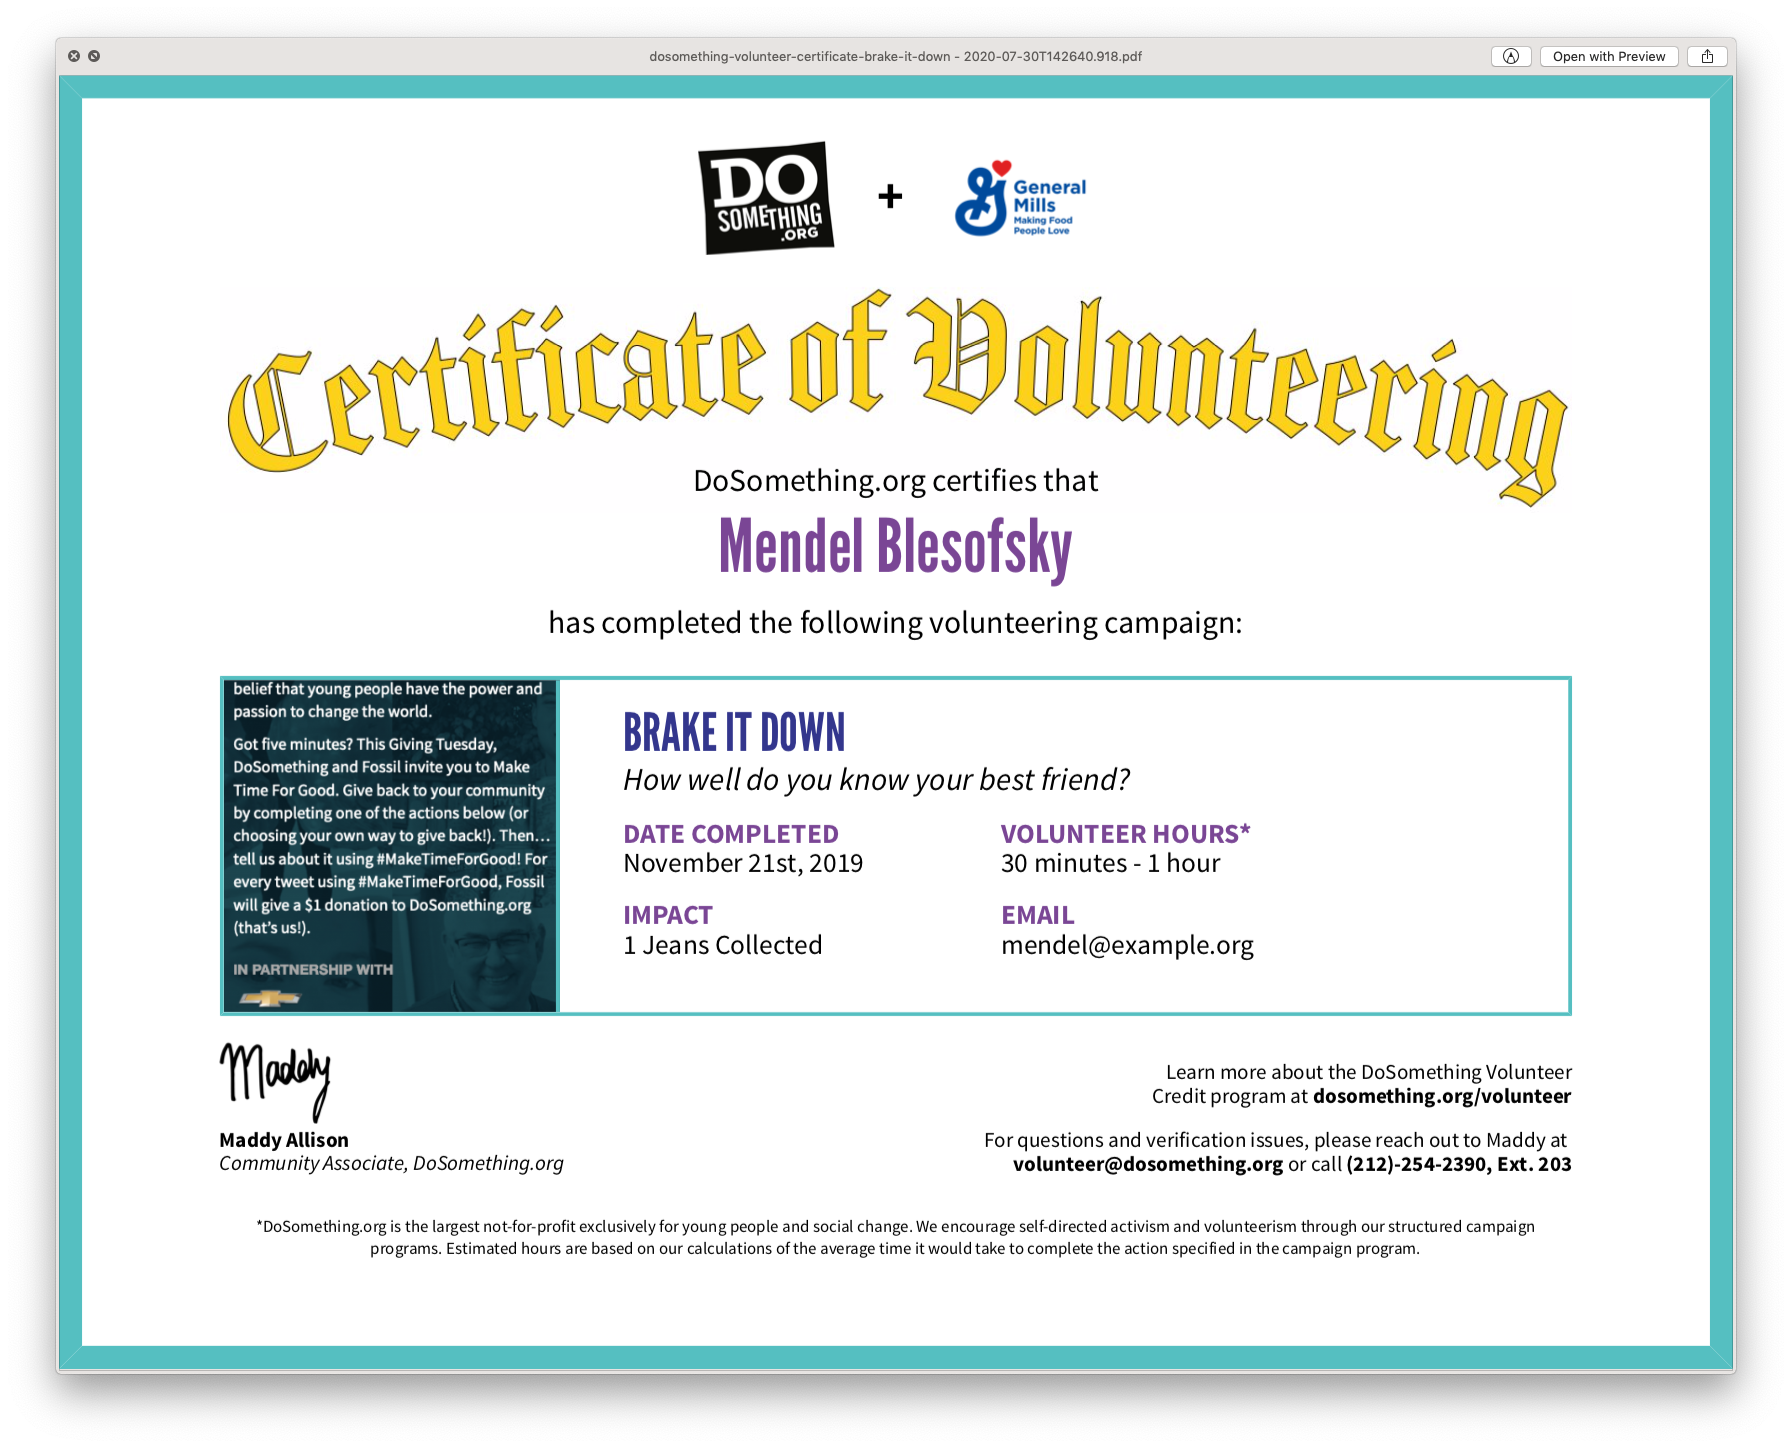 dosomething-volunteer-certificate-brake-it-down - 2020-07-30T142640.918.pdf
Open with Preview
DO
SOMETHING
.ORG
+
General
Mills
Making Food
People Love
Certificate of Volunteering
DoSomething.org certifies that
Mendel Blesofsky
has completed the following volunteering campaign:
belief that young people have the power and
passion to change the world.
Got five minutes? This Giving Tuesday,
DoSomething and Fossil invite you to Make
Time For Good. Give back to your community
by completing one of the actions below (or
choosing your own way to give back!). Then...
tell us about it using #MakeTimeForGood! For
every tweet using #MakeTimeForGood, Fossil
will give a $1 donation to DoSomething.org
(that's us!).
IN PARTNERSHIP WITH
BRAKE IT DOWN
How well do you know your best friend?
DATE COMPLETED
November 21st, 2019
VOLUNTEER HOURS*
30 minutes - 1 hour
IMPACT
1 Jeans Collected
EMAIL
mendel@example.org
Maddy
Maddy Allison
Community Associate, DoSomething.org
Learn more about the DoSomething Volunteer
Credit program at dosomething.org/volunteer
For questions and verification issues, please reach out to Maddy at
volunteer@dosomething.org or call (212)-254-2390, Ext. 203
*DoSomething.org is the largest not-for-profit exclusively for young people and social change. We encourage self-directed activism and volunteerism through our structured campaign
programs. Estimated hours are based on our calculations of the average time it would take to complete the action specified in the campaign program.